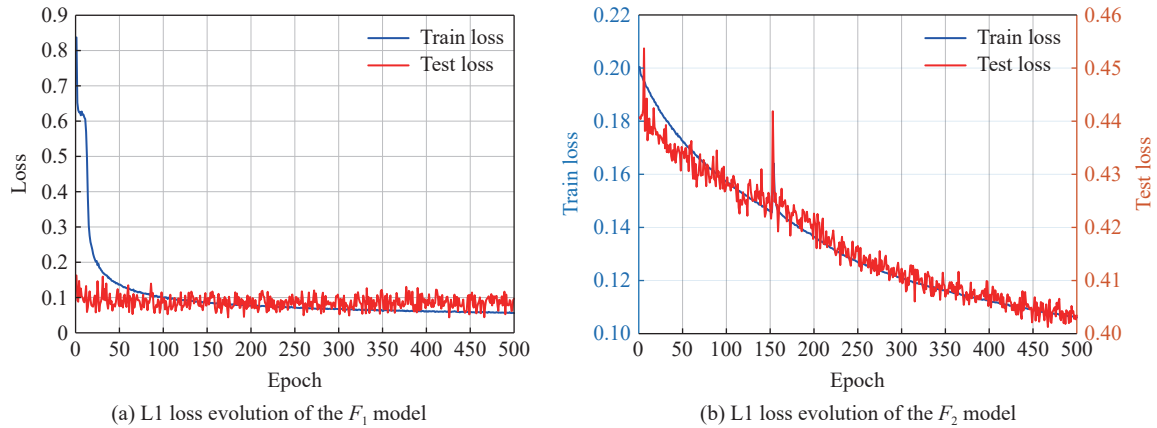 0.9
0.8
0.7
0.6
0.5
0.4
0.3
0.2
0.1
0
Loss
Train loss
Test loss
0 50 100 150 200 250 300 350 400 450 500
Epoch
(a) L1 loss evolution of the F1 model
0.22
0.20
0.18
0.16
0.14
0.12
0.10
Train loss
Train loss
Test loss
0.46
0.45
0.44
0.43
0.42
0.41
0.40
Test loss
0 50 100 150 200 250 300 350 400 450 500
Epoch
(b) L1 loss evolution of the F2 model